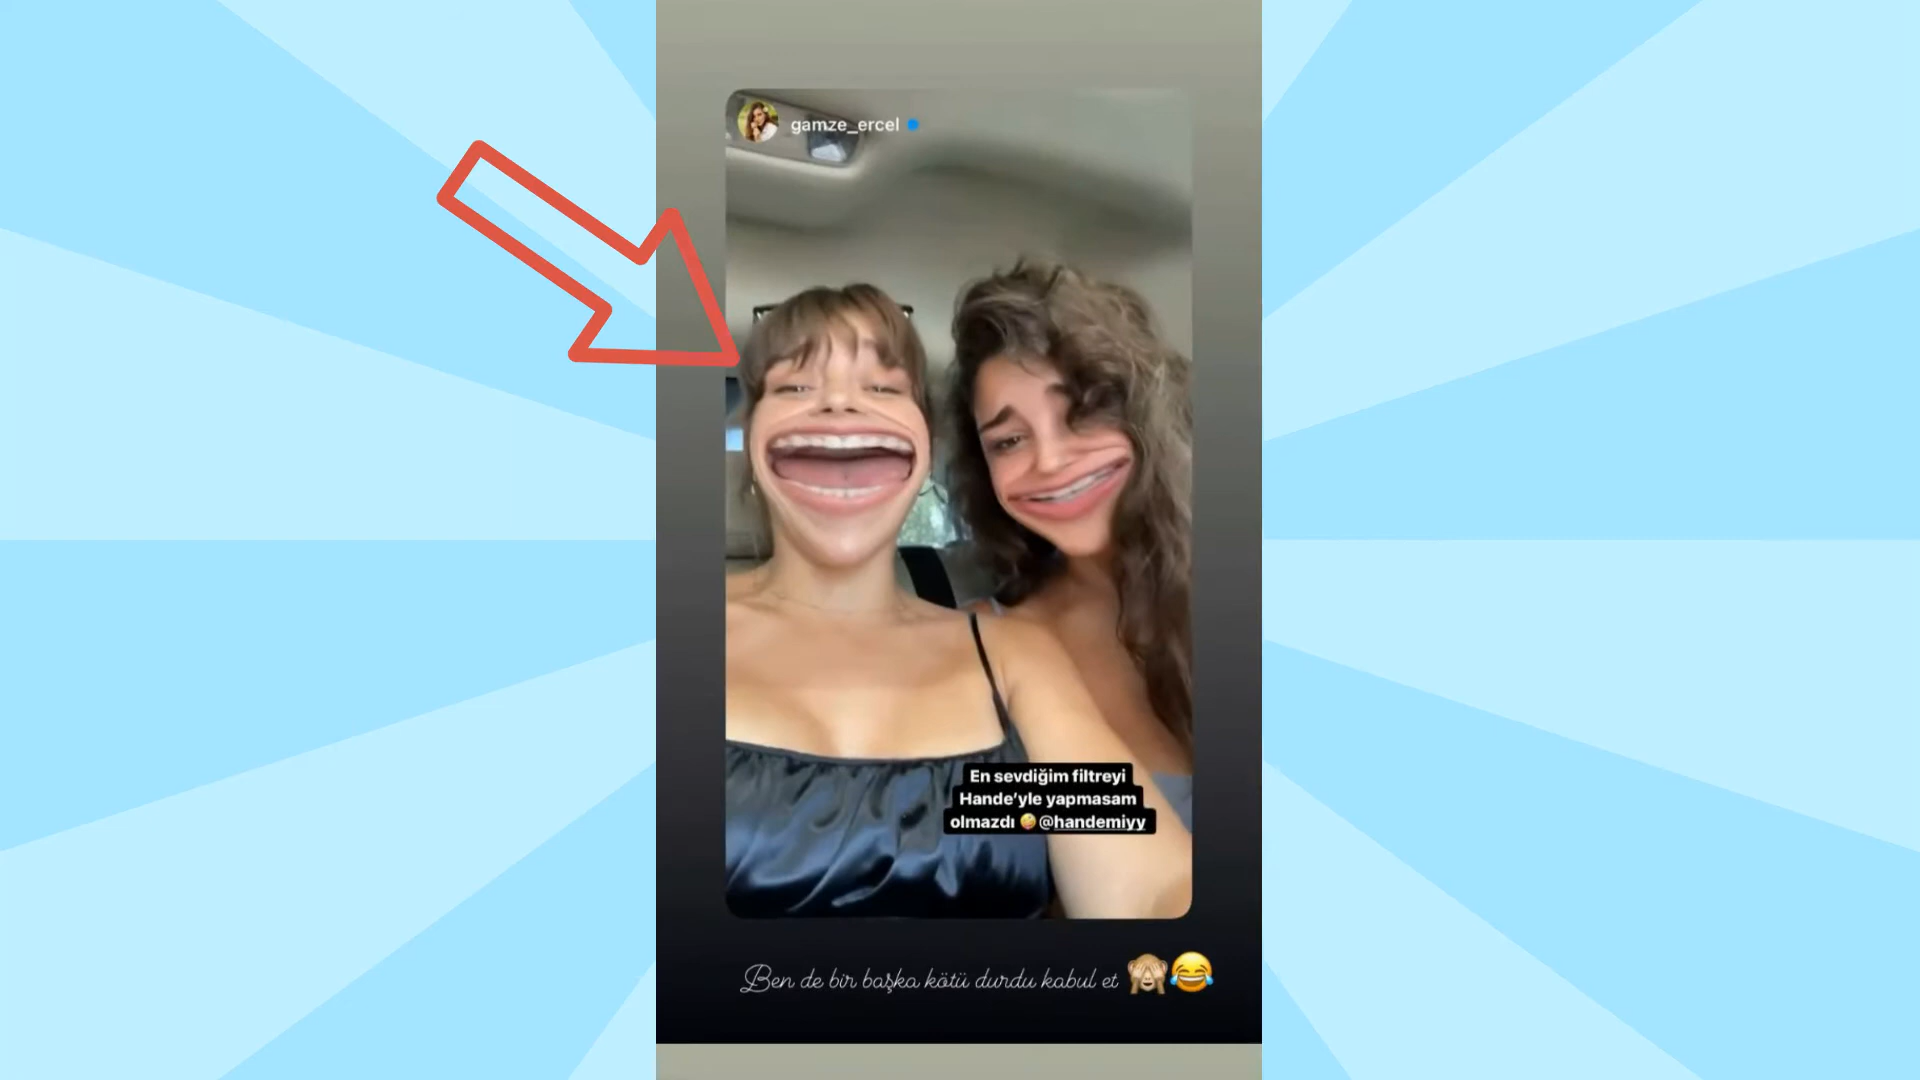 gamze_ercel
En sevdiğim filtreyi
Hande'yle yapmasam
olmazdı 🤪@handemiyy
Ben de bir başka kötü durdu kabul et 🙈😂